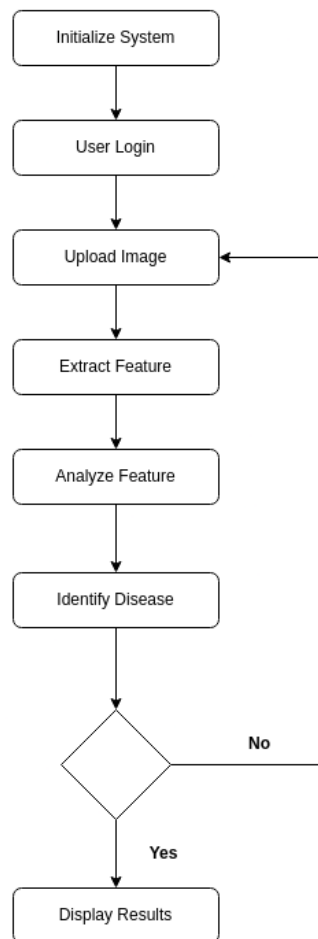 Initialize System
User Login
Upload Image
Extract Feature
Analyze Feature
Identify Disease
No
Yes
Display Results